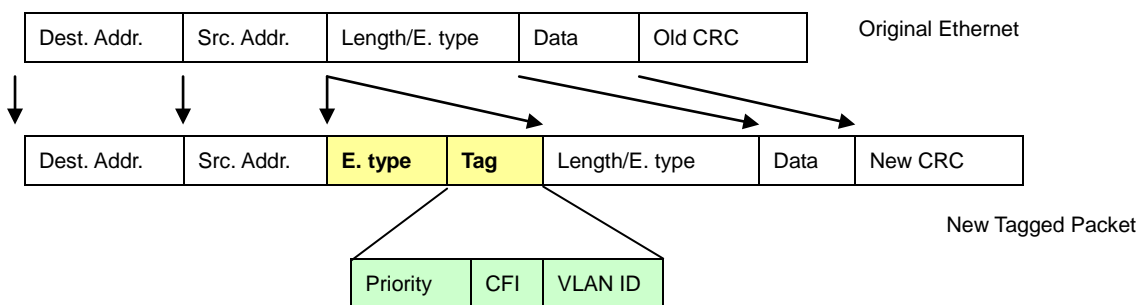 Dest. Addr. Src. Addr. Length/E. type Data Old CRC Original Ethernet
Dest. Addr. Src. Addr. E. type Tag Length/E. type Data New CRC
New Tagged Packet
Priority CFI VLAN ID